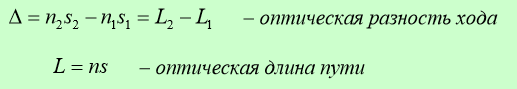 Δ = n₂s₂ − n₁s₁ = L₂ − L₁ – оптическая разность хода
L = ns – оптическая длина пути